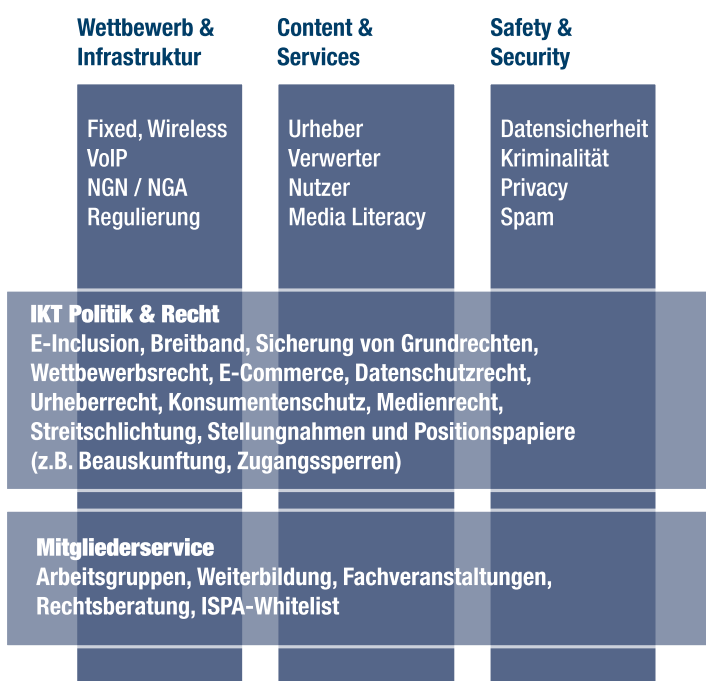 Wettbewerb &
Infrastruktur
Content &
Services
Safety &
Security
Fixed, Wireless
VoIP
NGN / NGA
Regulierung
Urheber
Verwerter
Nutzer
Media Literacy
Datensicherheit
Kriminalität
Privacy
Spam
IKT Politik & Recht
E-Inclusion, Breitband, Sicherung von Grundrechten,
Wettbewerbsrecht, E-Commerce, Datenschutzrecht,
Urheberrecht, Konsumentenschutz, Medienrecht,
Streitschlichtung, Stellungnahmen und Positionspapiere
(z.B. Beauskunftung, Zugangssperren)
Mitgliederservice
Arbeitsgruppen, Weiterbildung, Fachveranstaltungen,
Rechtsberatung, ISPA-Whitelist